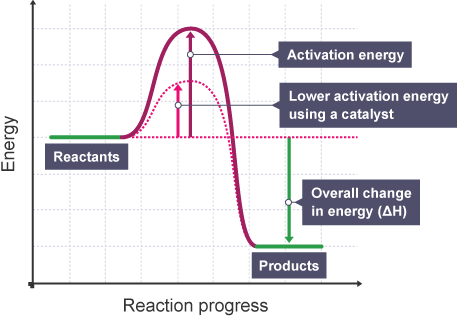 Activation energy
Lower activation energy
using a catalyst
Energy
Reactants
Overall change
in energy (ΔH)
Products
Reaction progress